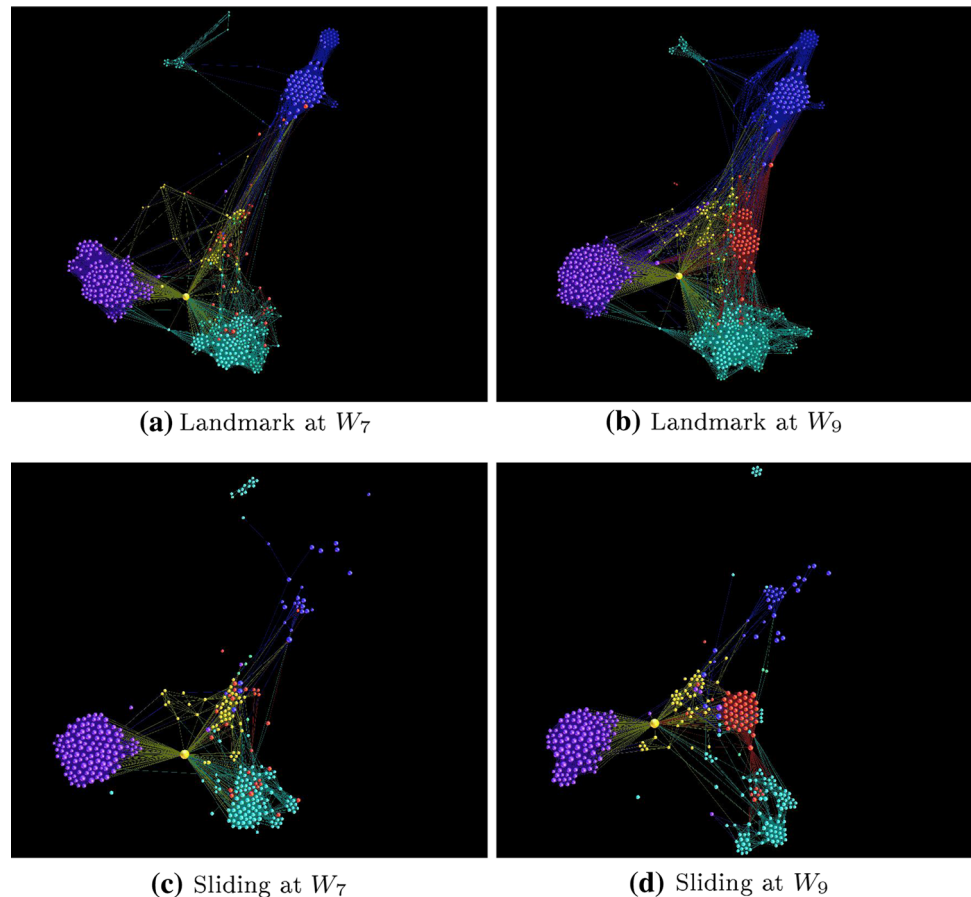 (a) Landmark at W₇
(b) Landmark at W₉
(c) Sliding at W₇
(d) Sliding at W₉